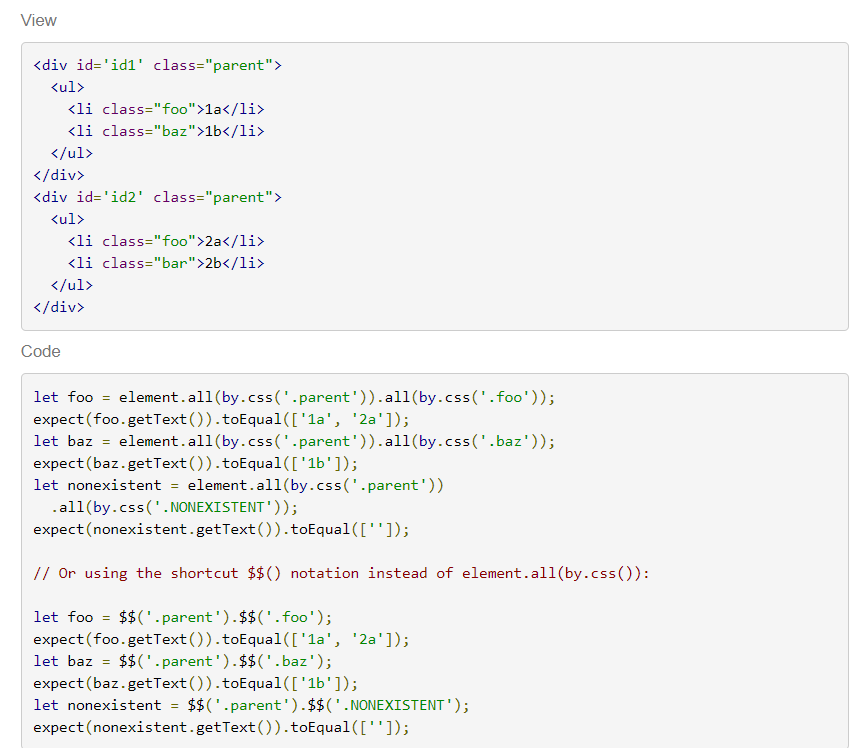 View
<div id='id1' class="parent">
  <ul>
    <li class="foo">1a</li>
    <li class="baz">1b</li>
  </ul>
</div>
<div id='id2' class="parent">
  <ul>
    <li class="foo">2a</li>
    <li class="bar">2b</li>
  </ul>
</div>
Code
let foo = element.all(by.css('.parent')).all(by.css('.foo'));
expect(foo.getText()).toEqual(['1a', '2a']);
let baz = element.all(by.css('.parent')).all(by.css('.baz'));
expect(baz.getText()).toEqual(['1b']);
let nonexistent = element.all(by.css('.parent'))
  .all(by.css('.NONEXISTENT'));
expect(nonexistent.getText()).toEqual(['']);
// Or using the shortcut $$() notation instead of element.all(by.css()):
let foo = $$('.parent').$$('.foo');
expect(foo.getText()).toEqual(['1a', '2a']);
let baz = $$('.parent').$$('.baz');
expect(baz.getText()).toEqual(['1b']);
let nonexistent = $$('.parent').$$('.NONEXISTENT');
expect(nonexistent.getText()).toEqual(['']);